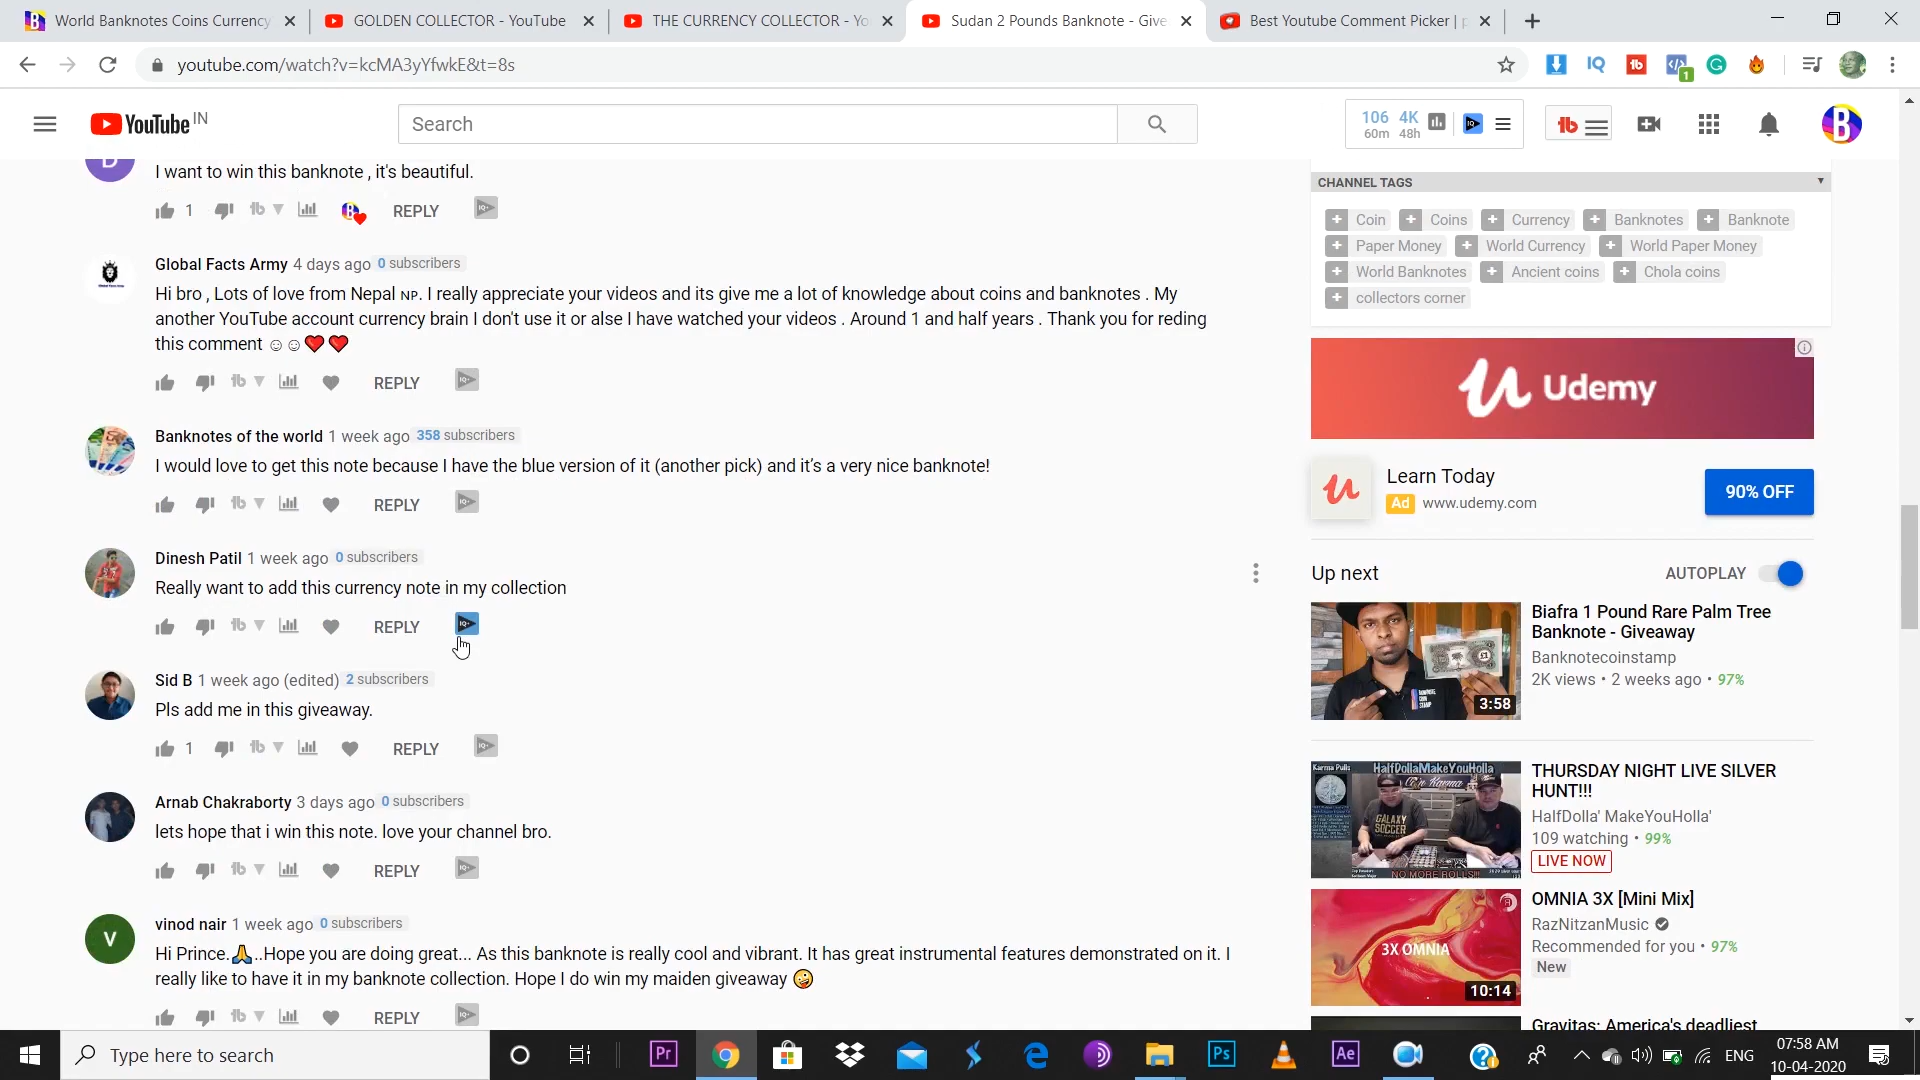 World Banknotes Coins Currency
GOLDEN COLLECTOR - YouTube
THE CURRENCY COLLECTOR - Yo
Sudan 2 Pounds Banknote - Give
Best Youtube Comment Picker |
youtube.com/watch?v=kcMA3yYfwkE&t=8s
YouTube IN
Search
106 4K
60m 48h
I want to win this banknote , it's beautiful.
1 REPLY
Global Facts Army 4 days ago 0 subscribers
Hi bro , Lots of love from Nepal NP. I really appreciate your videos and its give me a lot of knowledge about coins and banknotes . My
another YouTube account currency brain I don't use it or alse I have watched your videos . Around 1 and half years . Thank you for reding
this comment ☺☺❤❤
REPLY
Banknotes of the world 1 week ago 358 subscribers
I would love to get this note because I have the blue version of it (another pick) and it's a very nice banknote!
REPLY
Dinesh Patil 1 week ago 0 subscribers
Really want to add this currency note in my collection
REPLY
Sid B 1 week ago (edited) 2 subscribers
Pls add me in this giveaway.
1 REPLY
Arnab Chakraborty 3 days ago 0 subscribers
lets hope that i win this note. love your channel bro.
REPLY
V
vinod nair 1 week ago 0 subscribers
Hi Prince.🙏..Hope you are doing great... As this banknote is really cool and vibrant. It has great instrumental features demonstrated on it. I
really like to have it in my banknote collection. Hope I do win my maiden giveaway 🤪
REPLY
CHANNEL TAGS
+ Coin + Coins + Currency + Banknotes + Banknote
+ Paper Money + World Currency + World Paper Money
+ World Banknotes + Ancient coins + Chola coins
+ collectors corner
Udemy
Learn Today
Ad www.udemy.com
90% OFF
Up next
AUTOPLAY
Biafra 1 Pound Rare Palm Tree
Banknote - Giveaway
Banknotecoinstamp
2K views • 2 weeks ago • 97%
3:58
Karma Pulls HalfDollaMakeYouHolla
GALAXY
SOCCER
NO MORE ROLLS!!!
THURSDAY NIGHT LIVE SILVER
HUNT!!!
HalfDolla' MakeYouHolla'
109 watching • 99%
LIVE NOW
3X OMNIA
10:14
OMNIA 3X [Mini Mix]
RazNitzanMusic
Recommended for you • 97%
New
Gravitas: America's deadliest
Type here to search
Pr
Ps
Ae
ENG
07:58 AM
10-04-2020